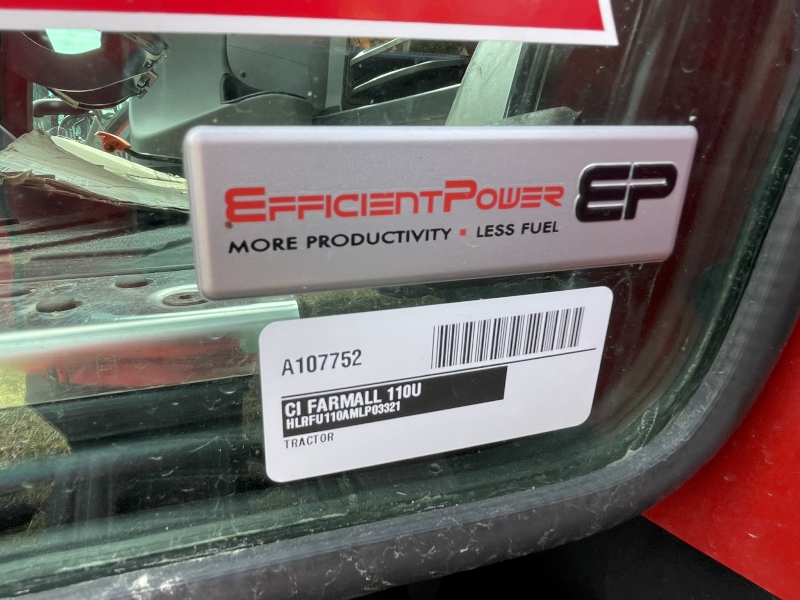 EFFICIENTPOWER EP
MORE PRODUCTIVITY ▪ LESS FUEL
A107752
CI FARMALL 110U
HLRFU110AMLP03321
TRACTOR